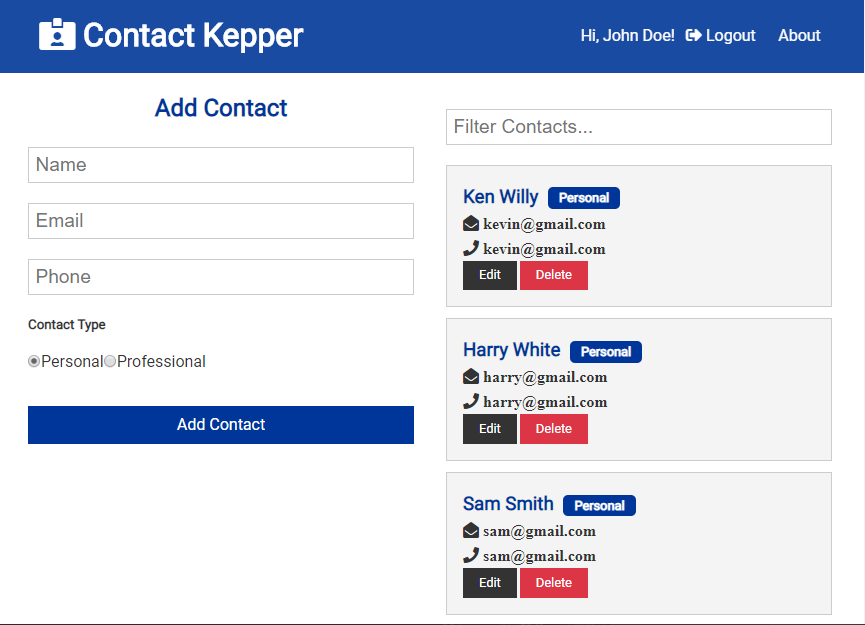 Contact Kepper
Hi, John Doe! Logout About
Add Contact
Name
Email
Phone
Contact Type
Personal Professional
Add Contact
Filter Contacts...
Ken Willy Personal
kevin@gmail.com
kevin@gmail.com
Edit Delete
Harry White Personal
harry@gmail.com
harry@gmail.com
Edit Delete
Sam Smith Personal
sam@gmail.com
sam@gmail.com
Edit Delete